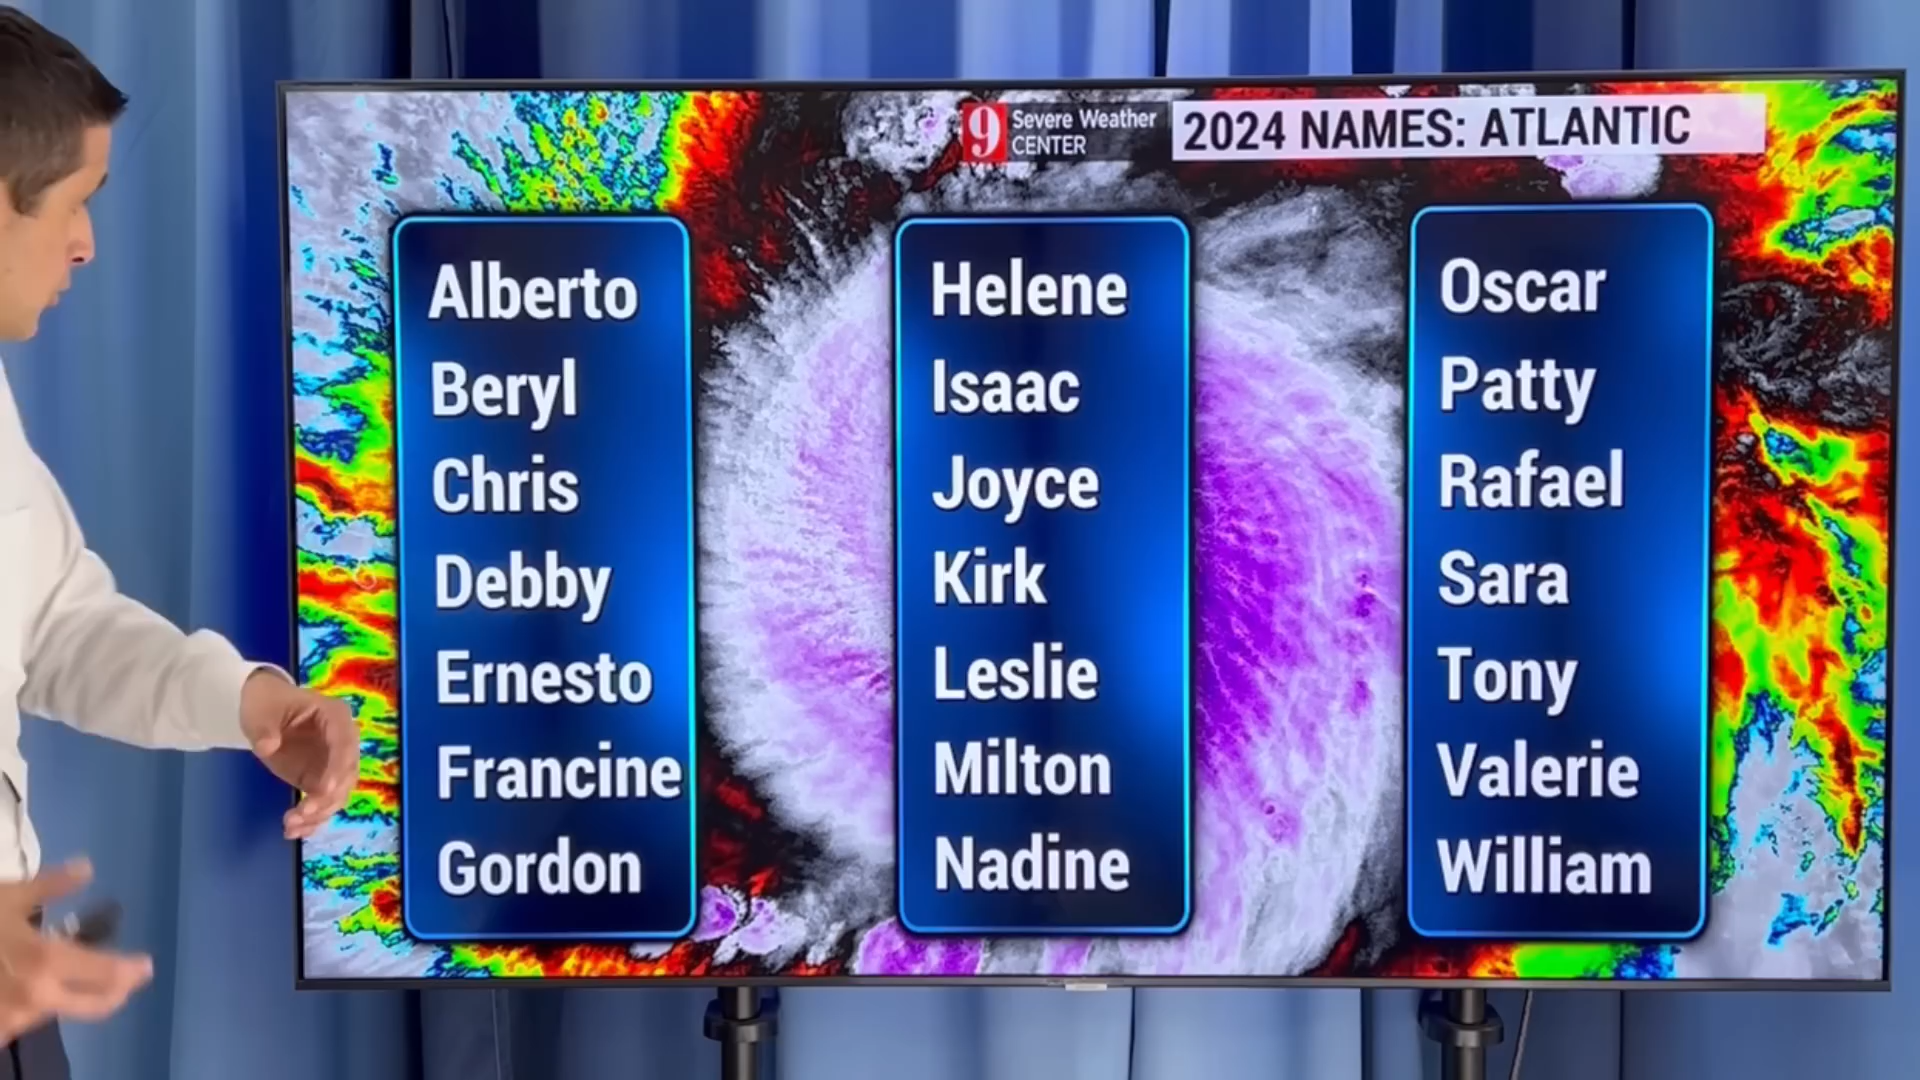 9 Severe Weather
CENTER
2024 NAMES: ATLANTIC
Alberto
Beryl
Chris
Debby
Ernesto
Francine
Gordon
Helene
Isaac
Joyce
Kirk
Leslie
Milton
Nadine
Oscar
Patty
Rafael
Sara
Tony
Valerie
William